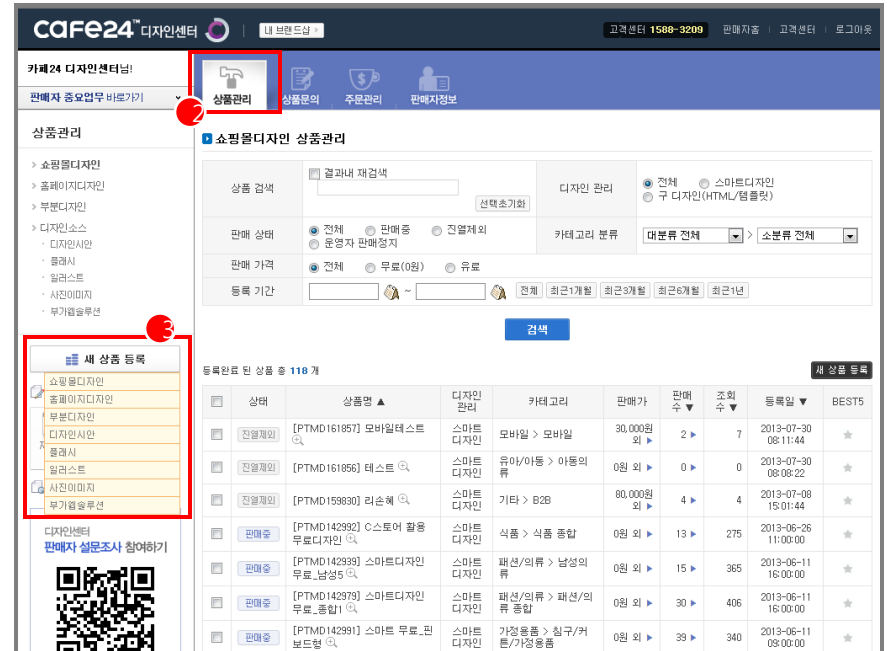 cafe24™ 디자인센터
내 브랜드샵 >
고객센터 1588-3209 판매자홈 고객센터 로그아웃
카페24 디자인센터님!
판매자 중요업무 바로가기
상품관리 상품문의 주문관리 판매자정보
2
상품관리
> 쇼핑몰디자인
> 홈페이지디자인
> 부분디자인
> 디자인소스
· 디자인시안
· 플래시
· 일러스트
· 사진이미지
· 부가웹솔루션
3
새 상품 등록
쇼핑몰디자인
홈페이지디자인
부분디자인
디자인시안
플래시
일러스트
사진이미지
부가웹솔루션
디자인센터
판매자 설문조사 참여하기
쇼핑몰디자인 상품관리
상품 검색 결과내 재검색 선택초기화 디자인 관리 전체 스마트디자인
구 디자인(HTML/템플릿)
판매 상태 전체 판매중 진열제외 카테고리 분류 대분류 전체 > 소분류 전체
운영자 판매정지
판매 가격 전체 무료(0원) 유료
등록 기간 ~ 전체 최근1개월 최근3개월 최근6개월 최근1년
검색
등록완료 된 상품 총 118 개 새 상품 등록
상태 상품명 ▲ 디자인 관리 카테고리 판매가 판매수 ▼ 조회수 ▼ 등록일 ▼ BEST5
진열제외 [PTMD161857] 모바일테스트 스마트 디자인 모바일 > 모바일 30,000원 외 ▶ 2 ▶ 7 2013-07-30 08:11:44 ★
진열제외 [PTMD161856] 테스트 스마트 디자인 유아/아동 > 아동의류 0원 외 ▶ 0 ▶ 0 2013-07-30 08:08:22 ★
진열제외 [PTMD159830] 리손혜 스마트 디자인 기타 > B2B 80,000원 외 ▶ 4 ▶ 4 2013-07-08 15:01:44 ★
판매중 [PTMD142992] C스토어 활용 무료디자인 스마트 디자인 식품 > 식품 종합 0원 외 ▶ 13 ▶ 275 2013-06-26 11:00:00 ★
판매중 [PTMD142939] 스마트디자인 무료_남성5 스마트 디자인 패션/의류 > 남성의류 0원 외 ▶ 15 ▶ 365 2013-06-11 16:00:00 ★
판매중 [PTMD142979] 스마트디자인 무료_종합1 스마트 디자인 패션/의류 > 패션/의류 종합 0원 외 ▶ 30 ▶ 406 2013-06-11 16:00:00 ★
판매중 [PTMD142991] 스마트 무료_핀보드형 스마트 디자인 가정용품 > 침구/커튼/가정용품 0원 외 ▶ 39 ▶ 340 2013-06-11 09:00:00 ★